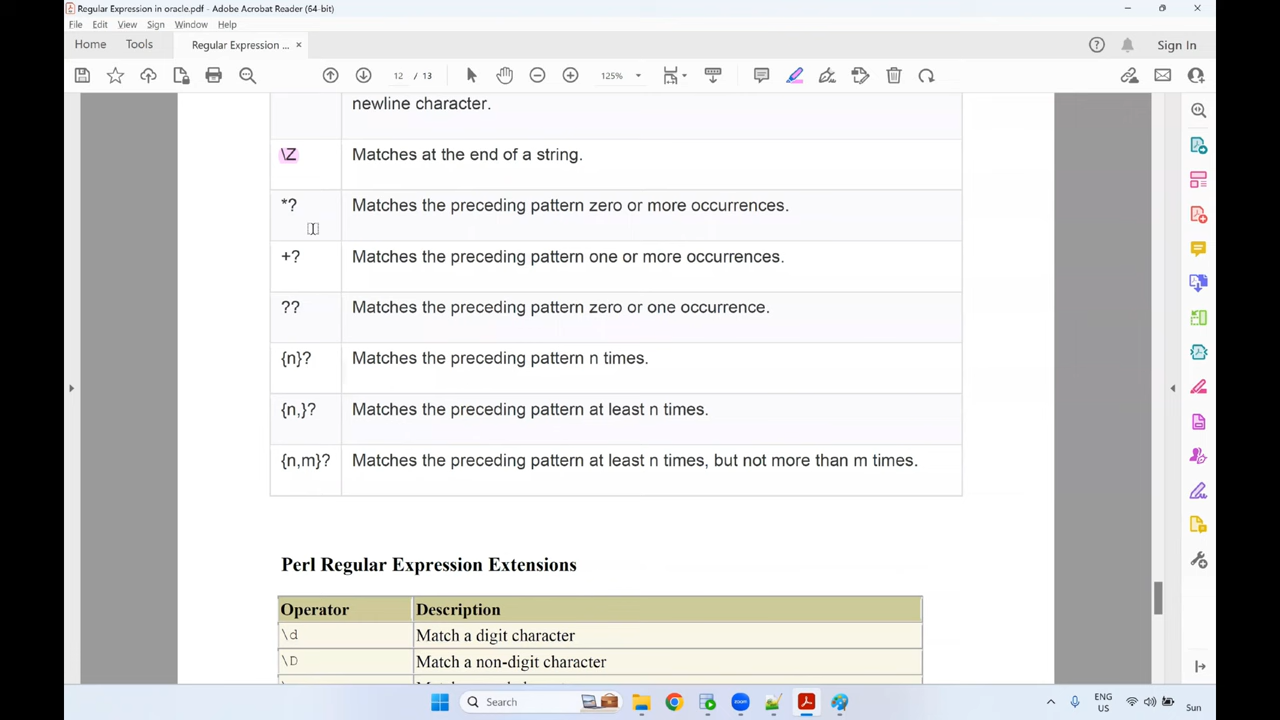 Regular Expression in oracle.pdf - Adobe Acrobat Reader (64-bit)
File Edit View Sign Window Help
Home Tools Regular Expression ... ×
Sign In
12 / 13 125%
newline character.
\Z Matches at the end of a string.
*? Matches the preceding pattern zero or more occurrences.
+? Matches the preceding pattern one or more occurrences.
?? Matches the preceding pattern zero or one occurrence.
{n}? Matches the preceding pattern n times.
{n,}? Matches the preceding pattern at least n times.
{n,m}? Matches the preceding pattern at least n times, but not more than m times.
Perl Regular Expression Extensions
Operator Description
\d Match a digit character
\D Match a non-digit character
Search
zoom
ENG
US
Sun